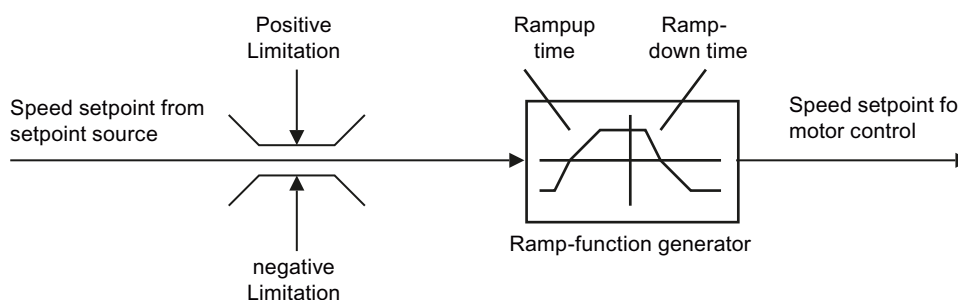 Positive
Limitation
Rampup
time
Ramp-
down time
Speed setpoint from
setpoint source
Speed setpoint fo
motor control
Ramp-function generator
negative
Limitation